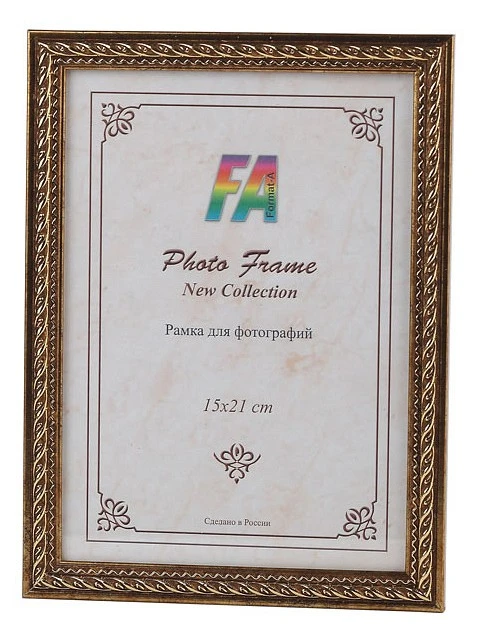 FA
Format-A
Photo Frame
New Collection
Рамка для фотографий
15x21 cm
Сделано в России